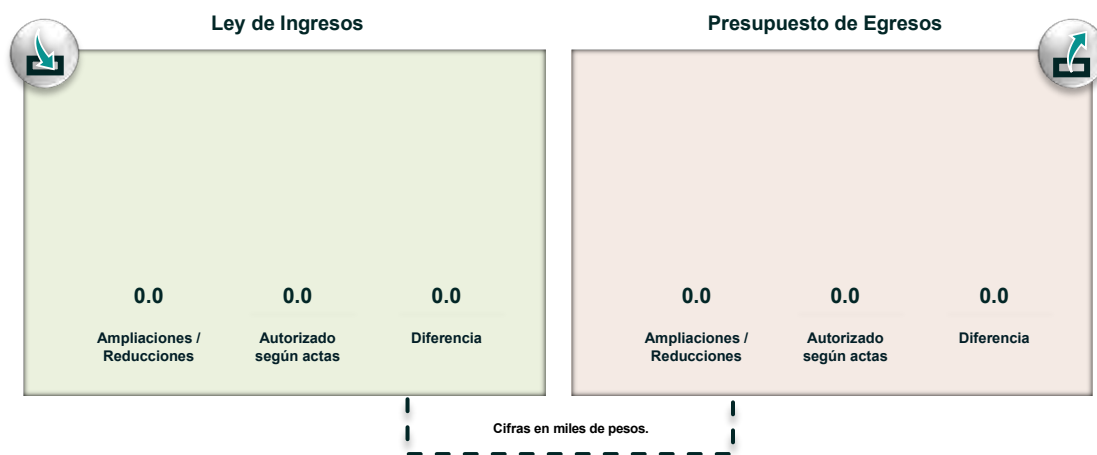 Ley de Ingresos
0.0
0.0
0.0
Ampliaciones /
Reducciones
Autorizado
según actas
Diferencia
Presupuesto de Egresos
0.0
0.0
0.0
Ampliaciones /
Reducciones
Autorizado
según actas
Diferencia
Cifras en miles de pesos.